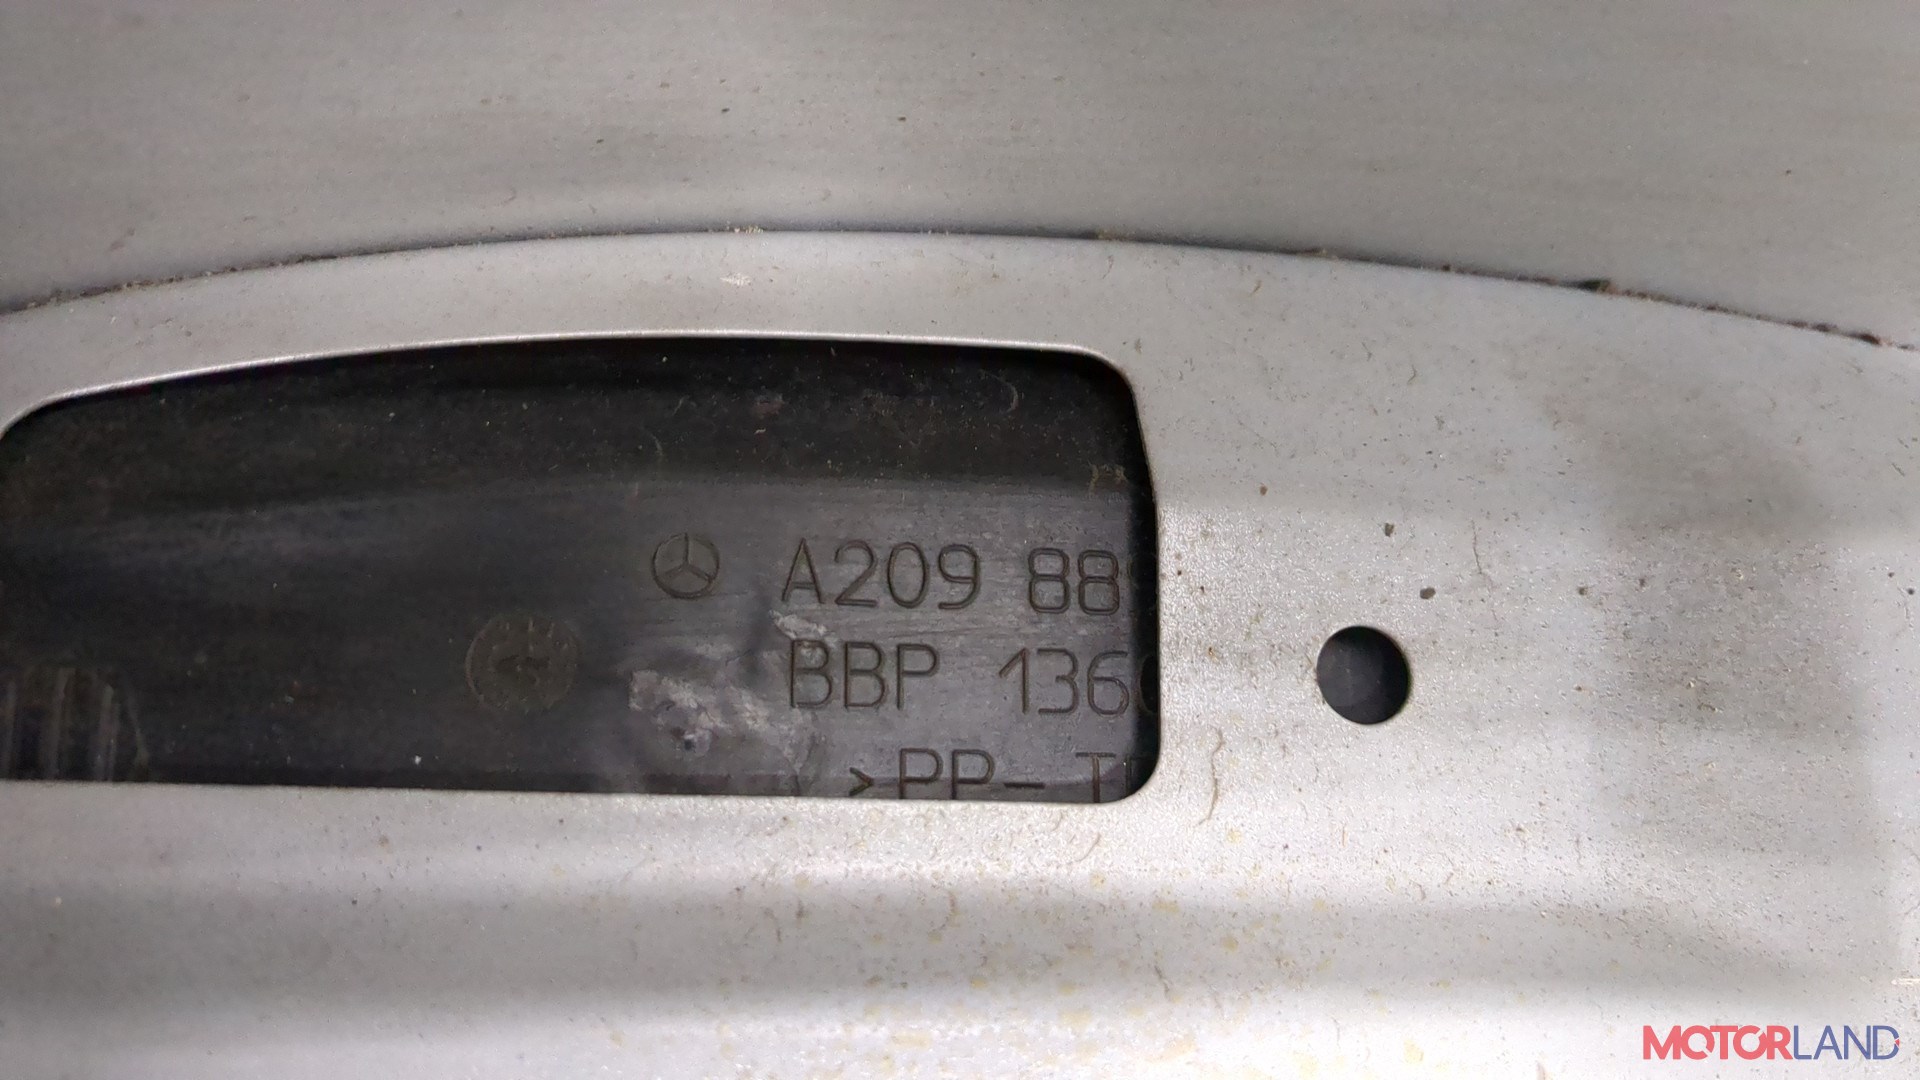 A209 88
BBP 136
>PP-T
MOTORLAND